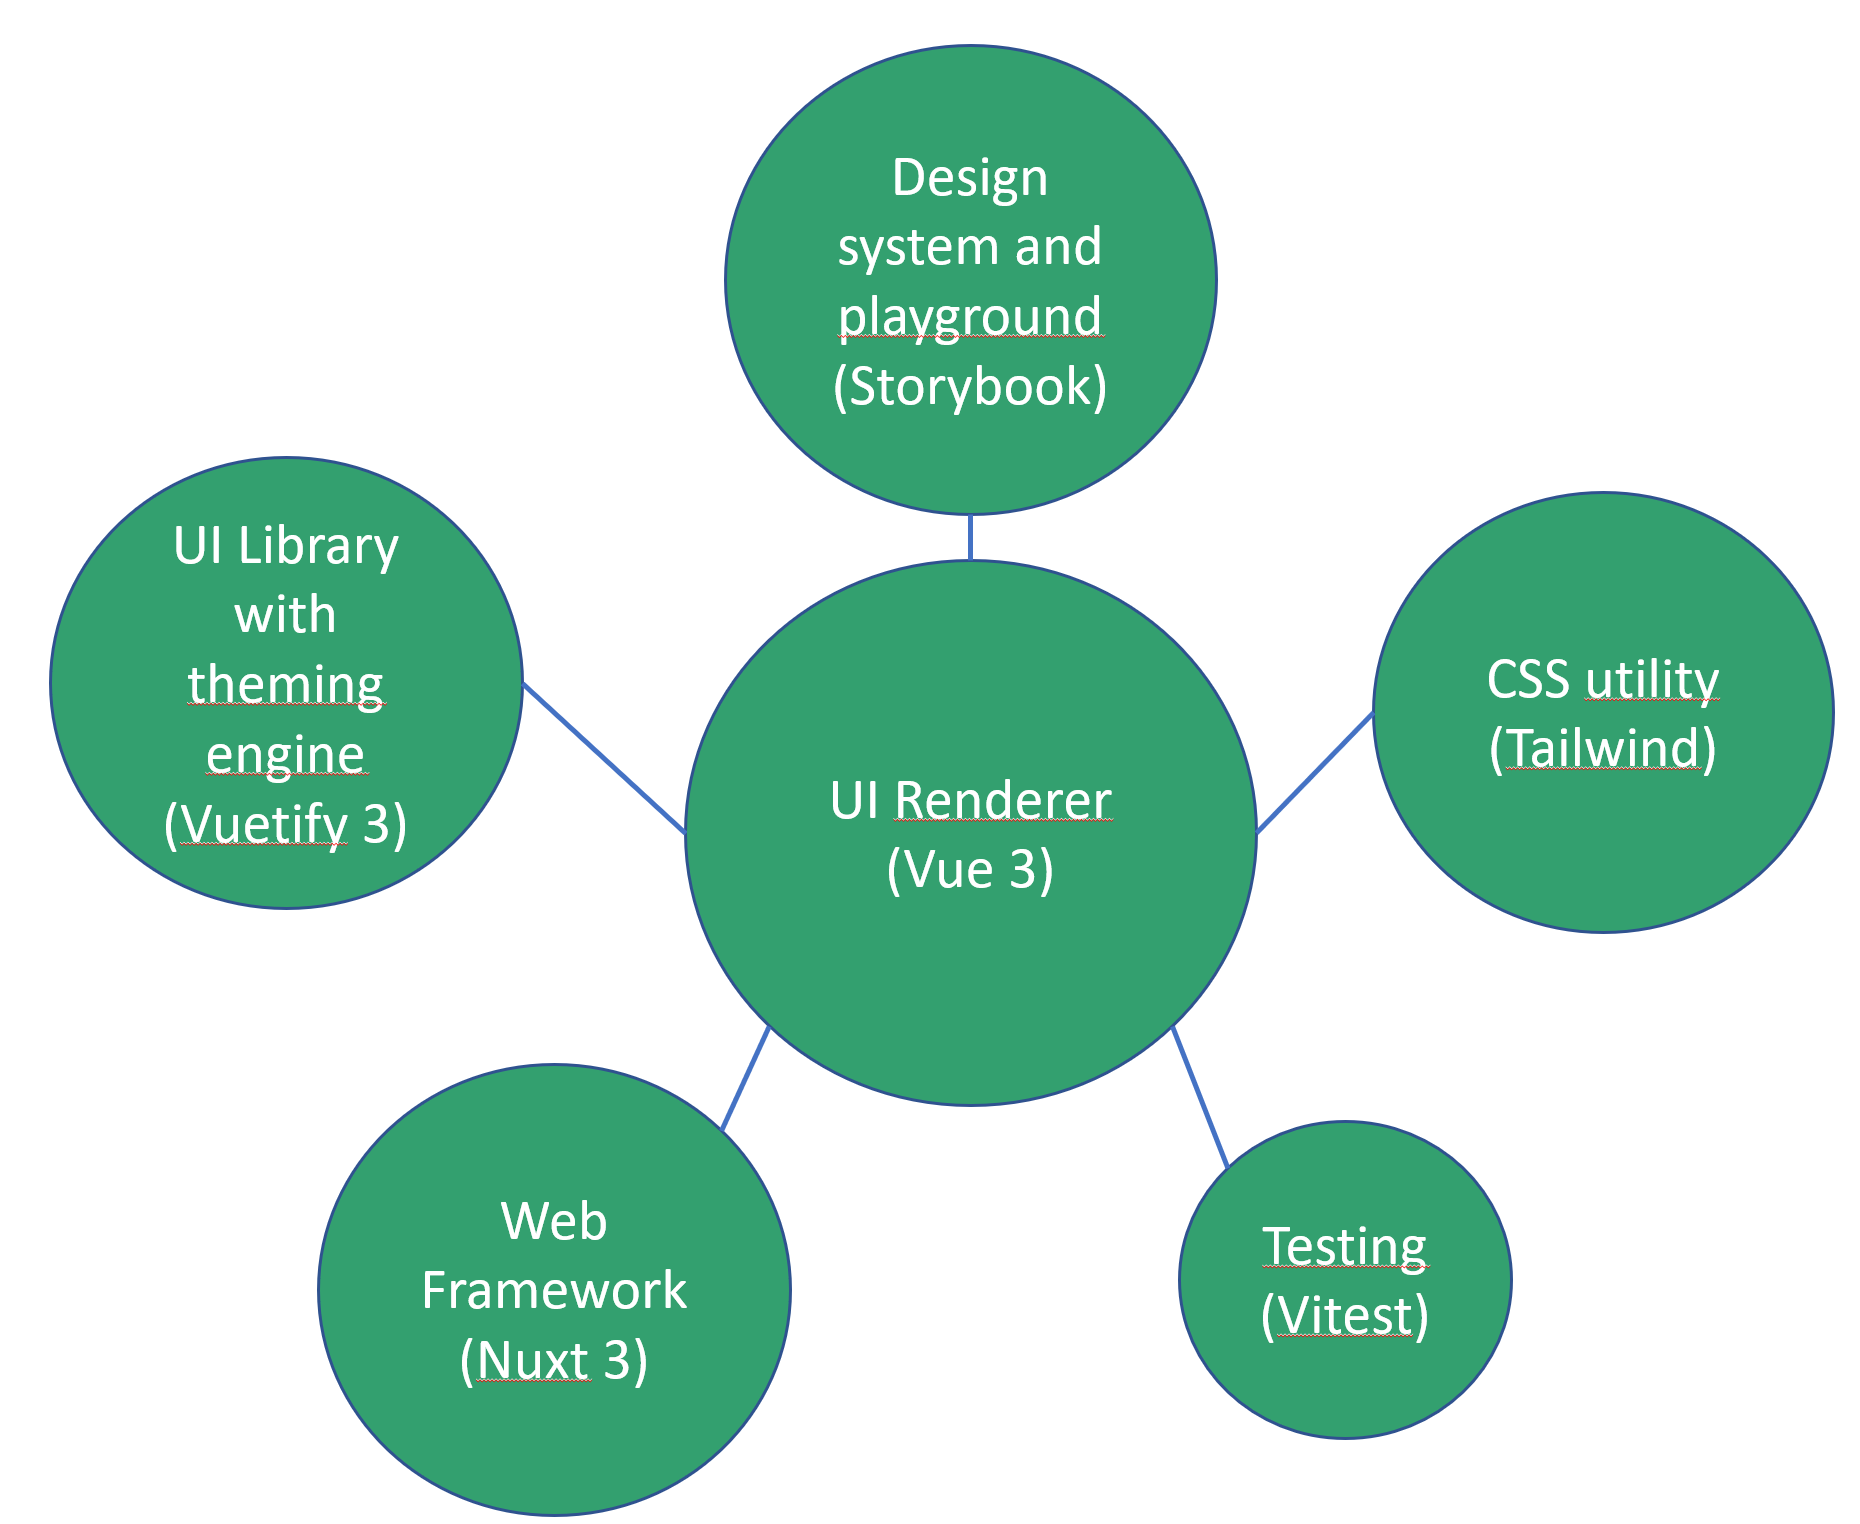 Design
system and
playground
(Storybook)
UI Library
with
theming
engine
(Vuetify 3)
CSS utility
(Tailwind)
UI Renderer
(Vue 3)
Web
Framework
(Nuxt 3)
Testing
(Vitest)